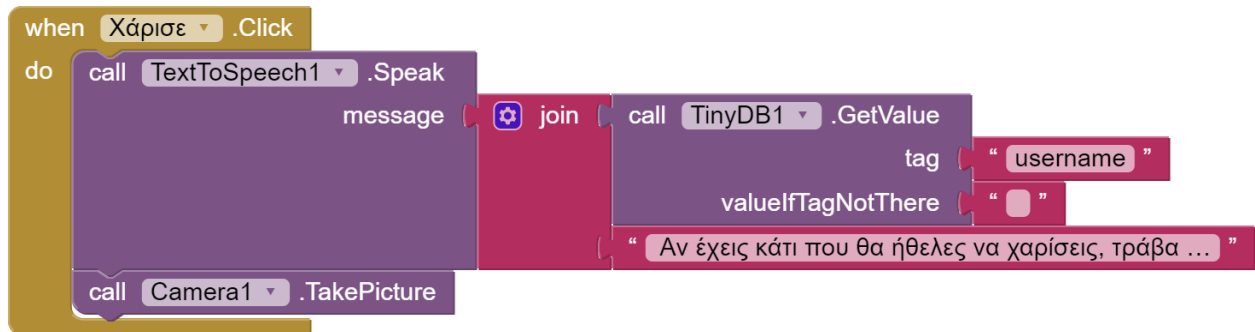 when Χάρισε .Click
do call TextToSpeech1 .Speak
message join call TinyDB1 .GetValue
tag “ username ”
valueIfTagNotThere “ ”
“ Αν έχεις κάτι που θα ήθελες να χαρίσεις, τράβα ... ”
call Camera1 .TakePicture